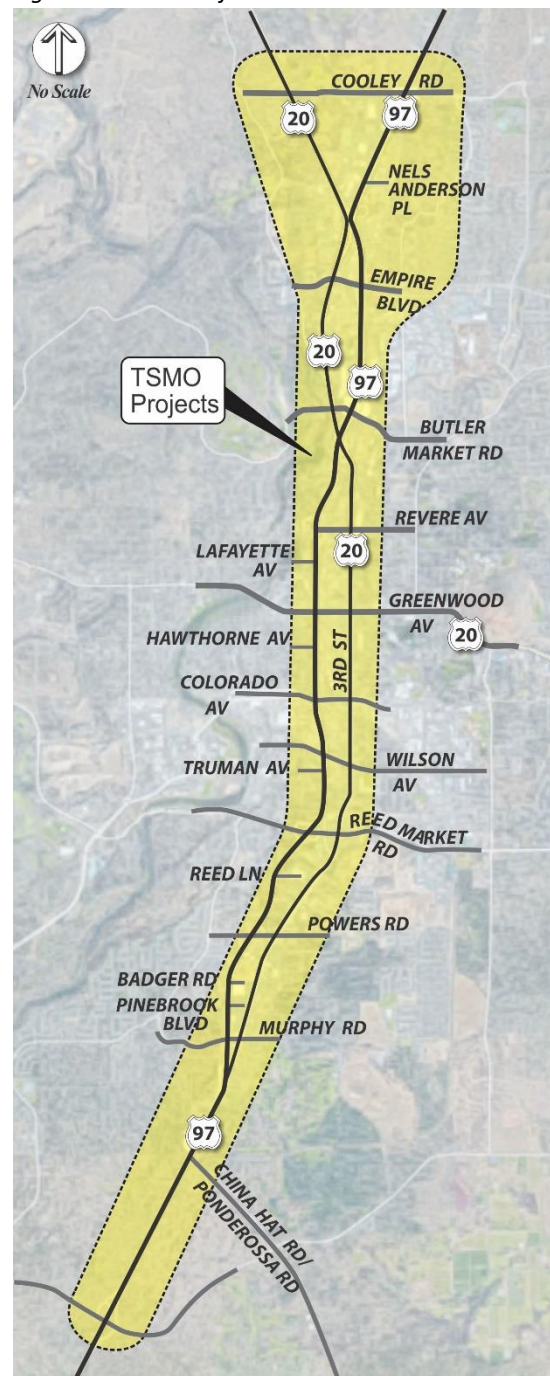 No Scale
COOLEY RD
20
97
NELS
ANDERSON
PL
EMPIRE
BLVD
20
97
TSMO
Projects
BUTLER
MARKET RD
REVERE AV
20
LAFAYETTE
AV
GREENWOOD
AV
20
HAWTHORNE AV
3RD ST
COLORADO
AV
TRUMAN AV
WILSON
AV
REED MARKET
RD
REED LN
POWERS RD
BADGER RD
PINEBROOK
BLVD
MURPHY RD
97
CHINA HAT RD/
PONDEROSSA RD